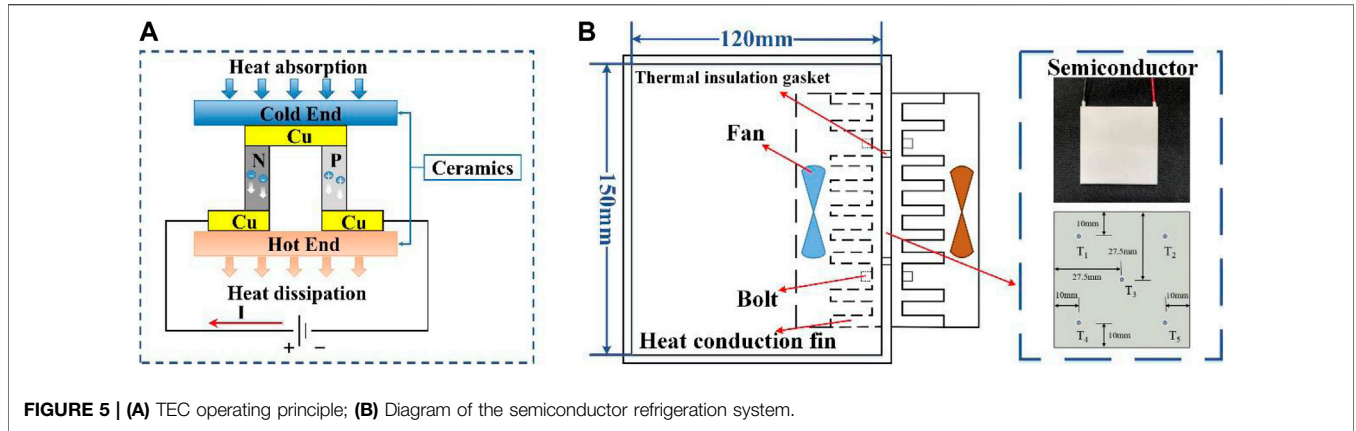 A
Heat absorption
Cold End
Cu
N
P
Ceramics
Cu
Cu
Hot End
Heat dissipation
I
+
−
B
120mm
Thermal insulation gasket
Fan
150mm
Bolt
Heat conduction fin
Semiconductor
10mm
T1
T2
27.5mm
27.5mm
T3
10mm
10mm
T4
10mm
T5
FIGURE 5 | (A) TEC operating principle; (B) Diagram of the semiconductor refrigeration system.